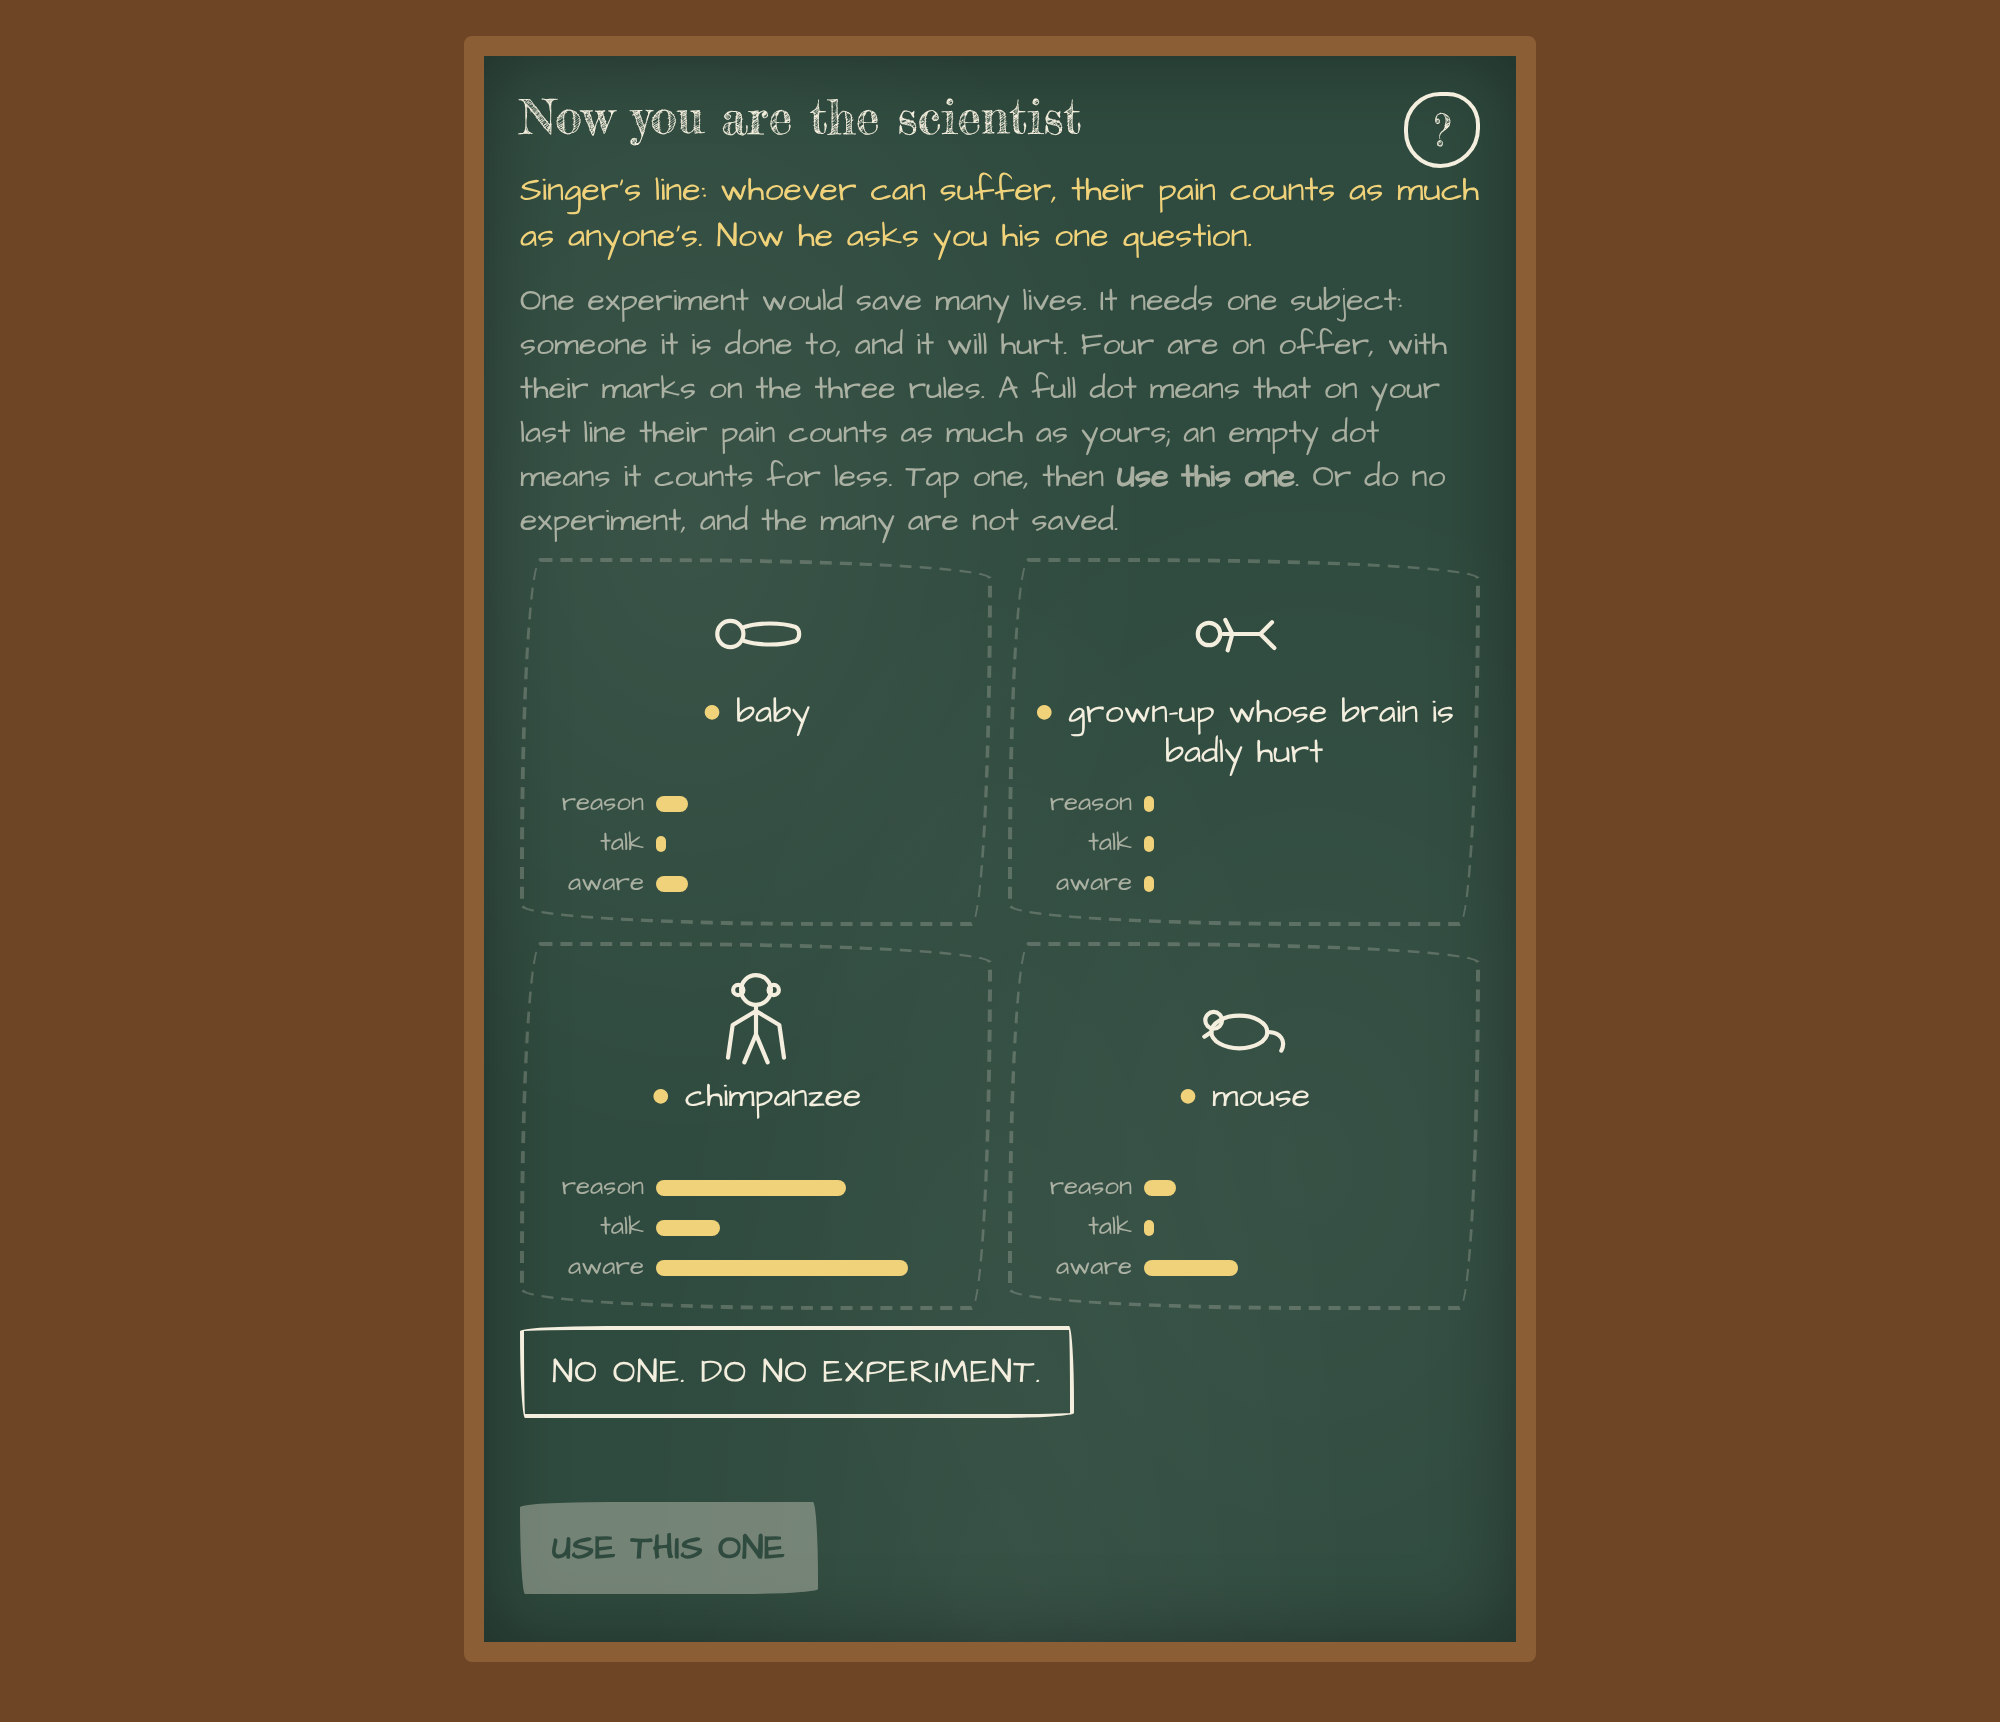 Now you are the scientist
?
Singer's line: whoever can suffer, their pain counts as much
as anyone's. Now he asks you his one question.
One experiment would save many lives. It needs one subject:
someone it is done to, and it will hurt. Four are on offer, with
their marks on the three rules. A full dot means that on your
last line their pain counts as much as yours; an empty dot
means it counts for less. Tap one, then Use this one. Or do no
experiment, and the many are not saved.
baby
reason
talk
aware
grown-up whose brain is
badly hurt
reason
talk
aware
chimpanzee
reason
talk
aware
mouse
reason
talk
aware
NO ONE. DO NO EXPERIMENT.
USE THIS ONE